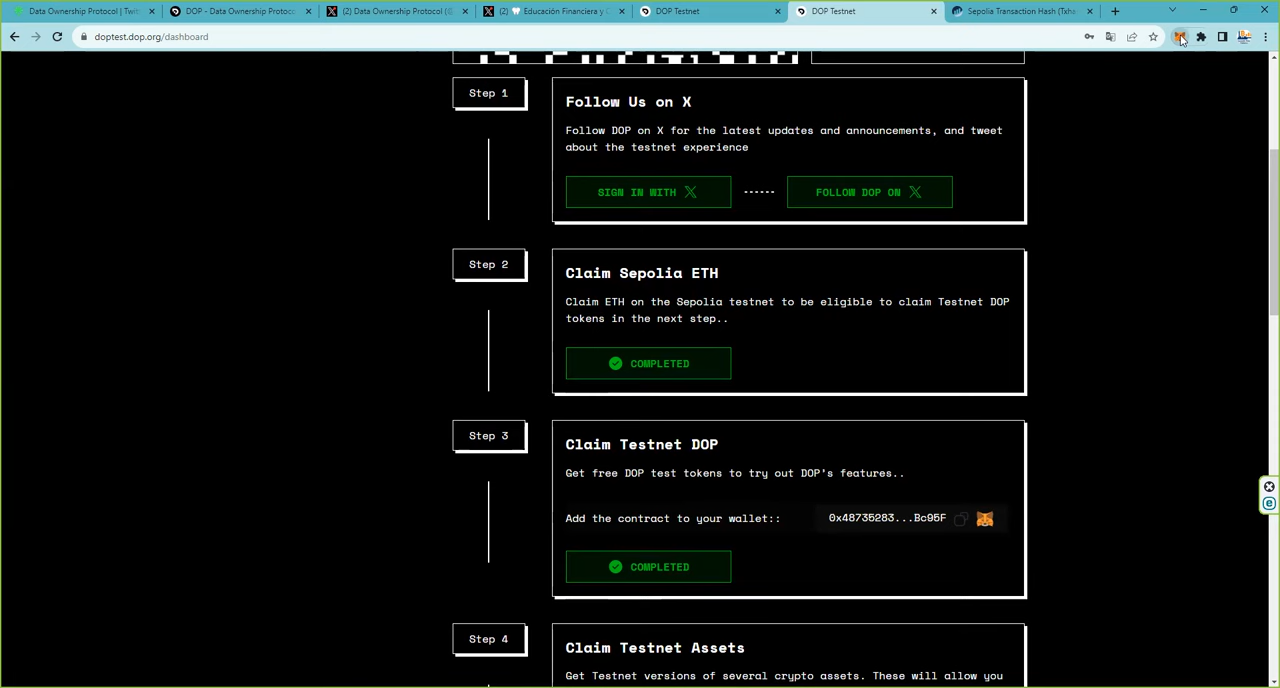 Data Ownership Protocol | Twit
DOP - Data Ownership Protoco
(2) Data Ownership Protocol (@
(2) 🦷 Educación Financiera y C
DOP Testnet
DOP Testnet
Sepolia Transaction Hash (Txha
doptest.dop.org/dashboard
Step 1
Follow Us on X
Follow DOP on X for the latest updates and announcements, and tweet
about the testnet experience
SIGN IN WITH X
------
FOLLOW DOP ON X
Step 2
Claim Sepolia ETH
Claim ETH on the Sepolia testnet to be eligible to claim Testnet DOP
tokens in the next step..
COMPLETED
Step 3
Claim Testnet DOP
Get free DOP test tokens to try out DOP's features..
Add the contract to your wallet::
0x48735283...Bc95F
COMPLETED
Step 4
Claim Testnet Assets
Get Testnet versions of several crypto assets. These will allow you